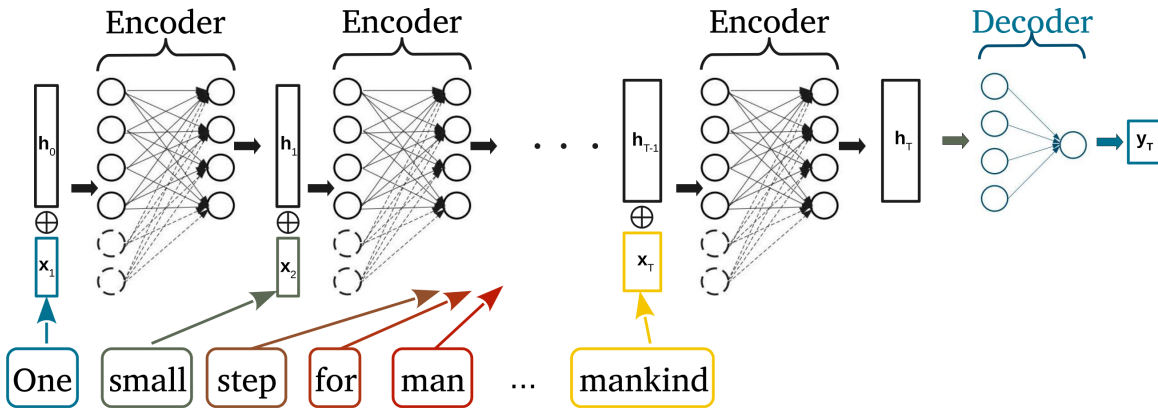 Encoder Encoder Encoder Decoder
h0 h1 . . . hT-1 hT yT
x1 x2 xT
One small step for man ... mankind